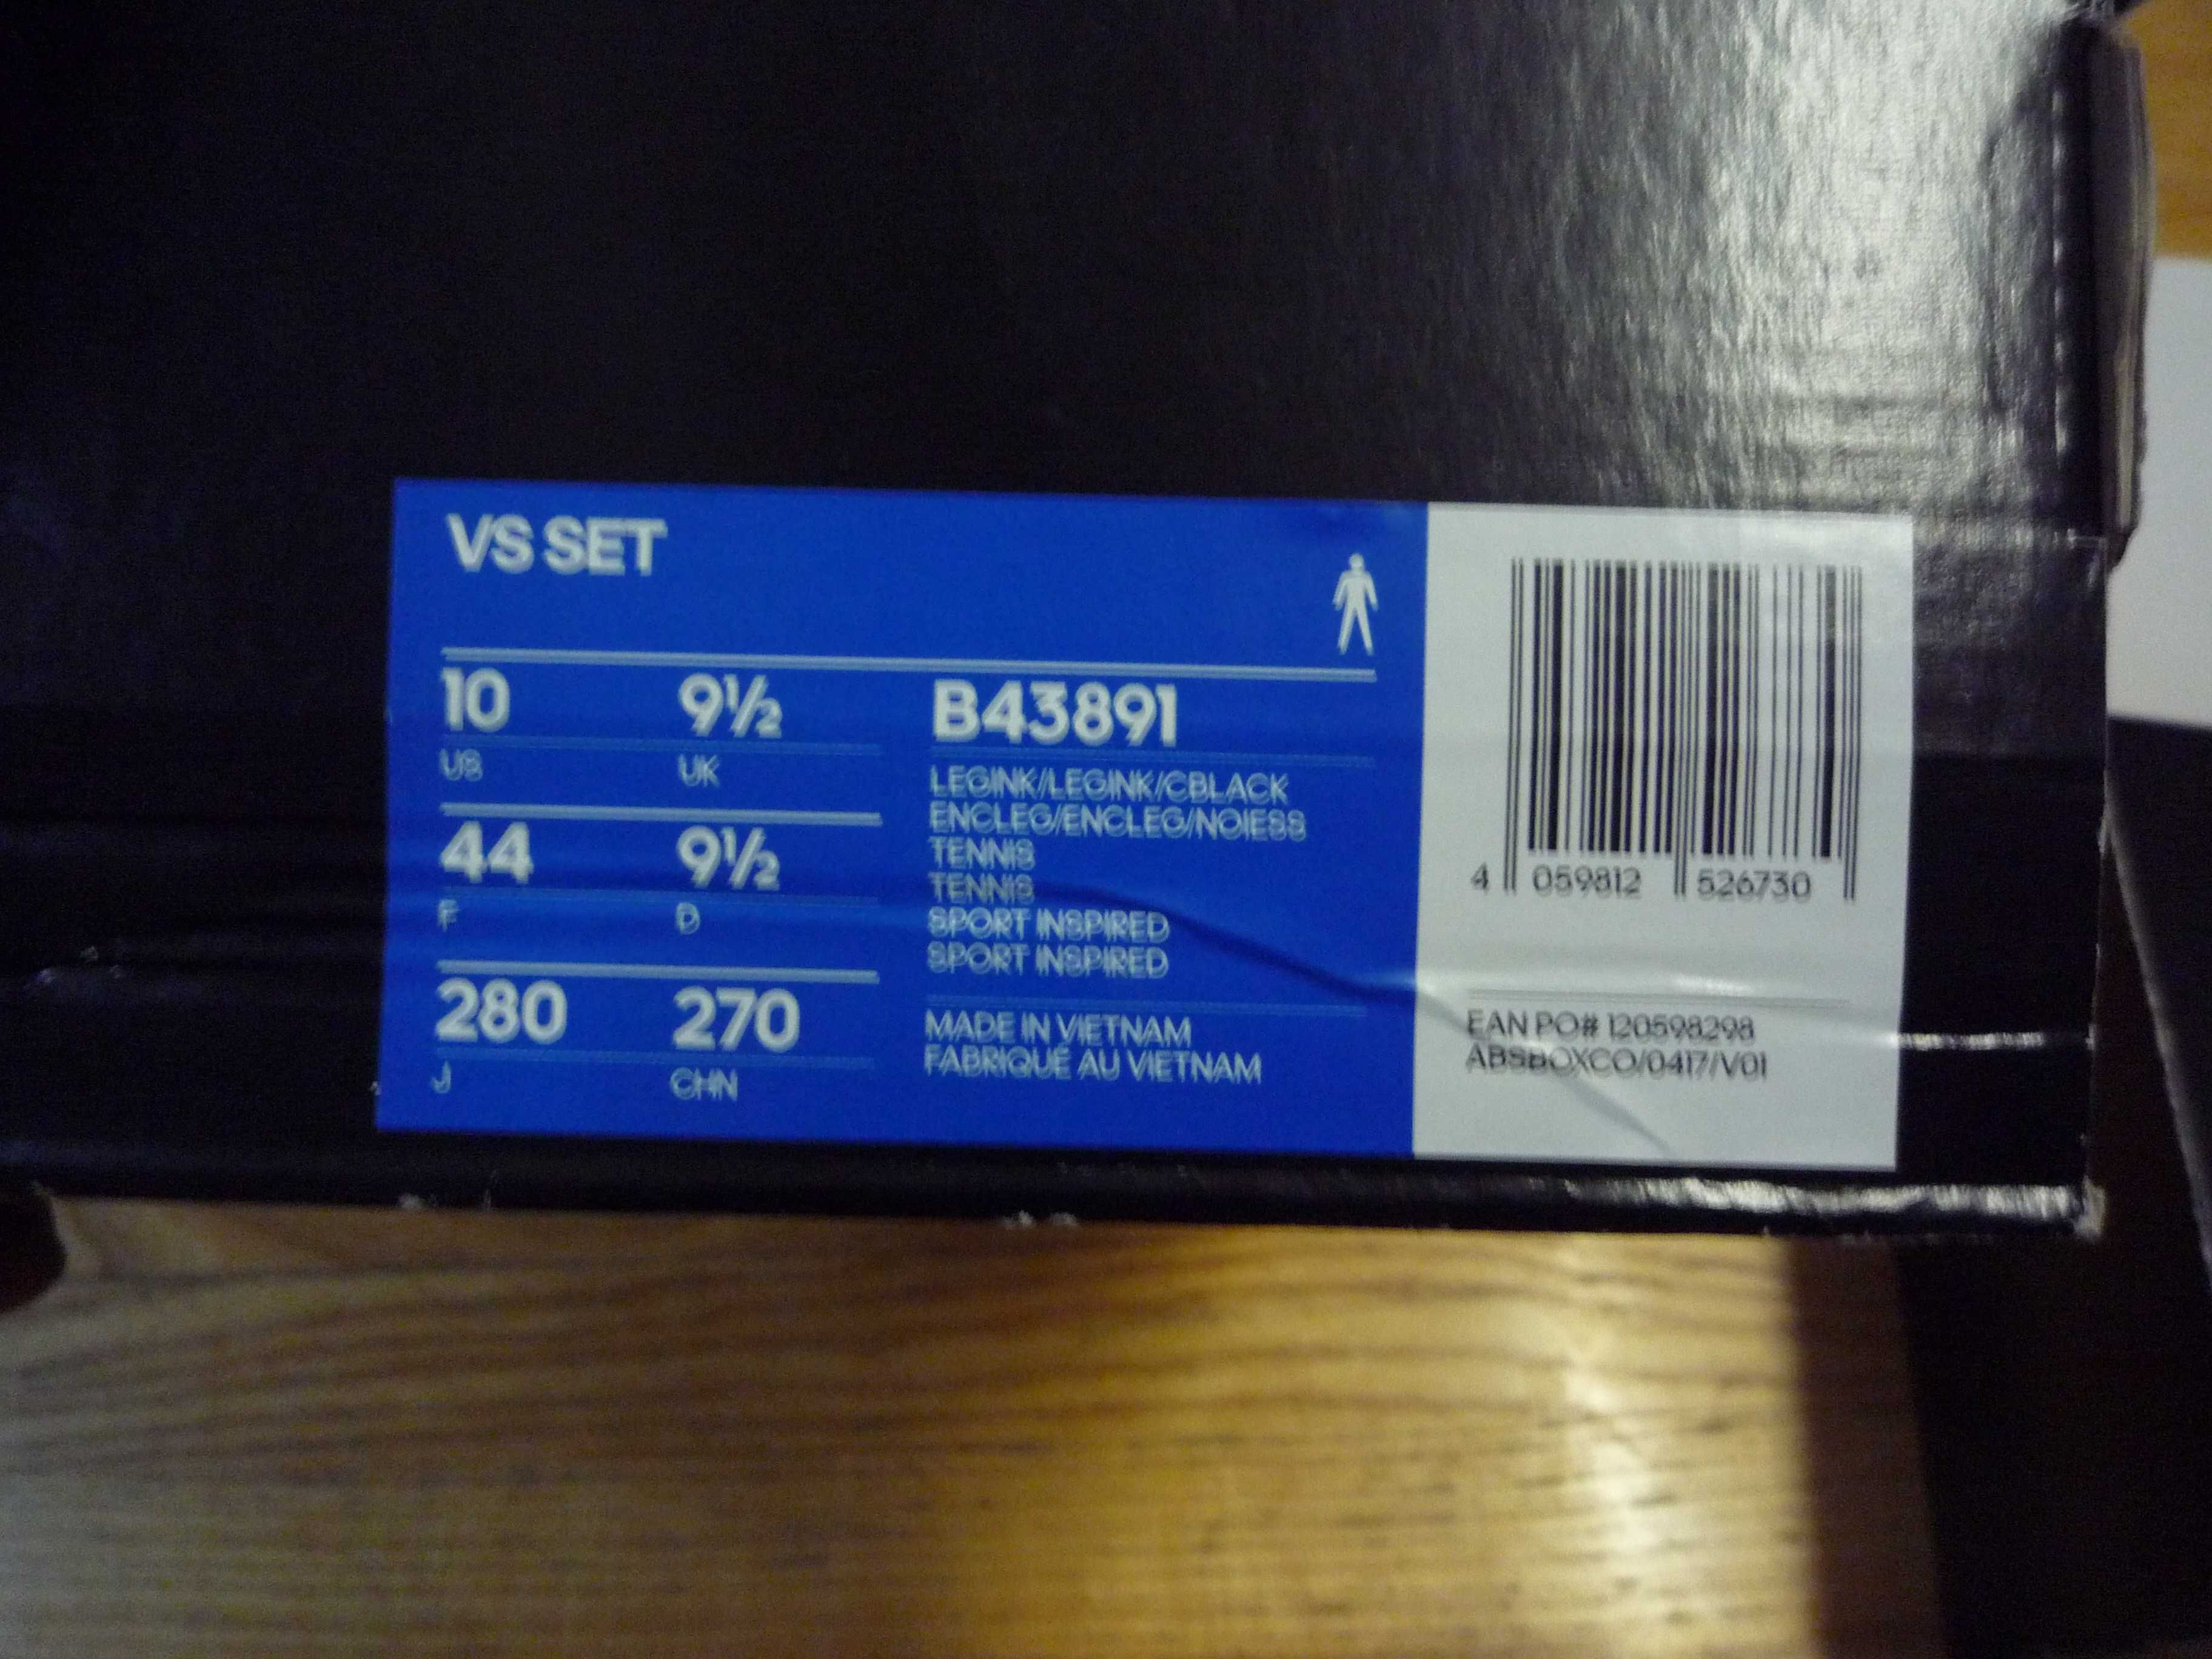 VS SET
10 9½ B43891
US UK
LEGINK/LEGINK/CBLACK
ENCLEG/ENCLEG/NOIESS
44 9½
TENNIS
TENNIS
F D
SPORT INSPIRED
SPORT INSPIRED
280 270
J CHN
MADE IN VIETNAM
FABRIQUÉ AU VIETNAM
4 059812 526730
EAN PO# 120598298
ABSBOXCO/0417/V01